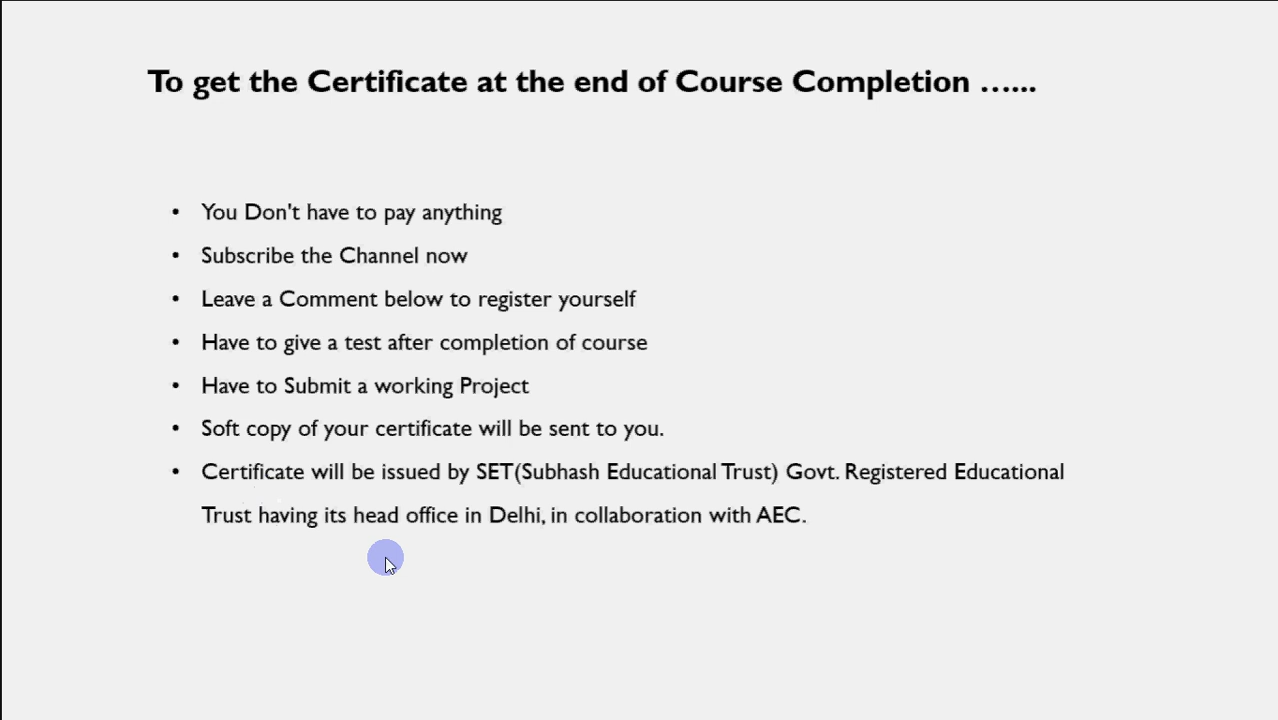 To get the Certificate at the end of Course Completion …...
• You Don't have to pay anything
• Subscribe the Channel now
• Leave a Comment below to register yourself
• Have to give a test after completion of course
• Have to Submit a working Project
• Soft copy of your certificate will be sent to you.
• Certificate will be issued by SET(Subhash Educational Trust) Govt. Registered Educational
Trust having its head office in Delhi, in collaboration with AEC.